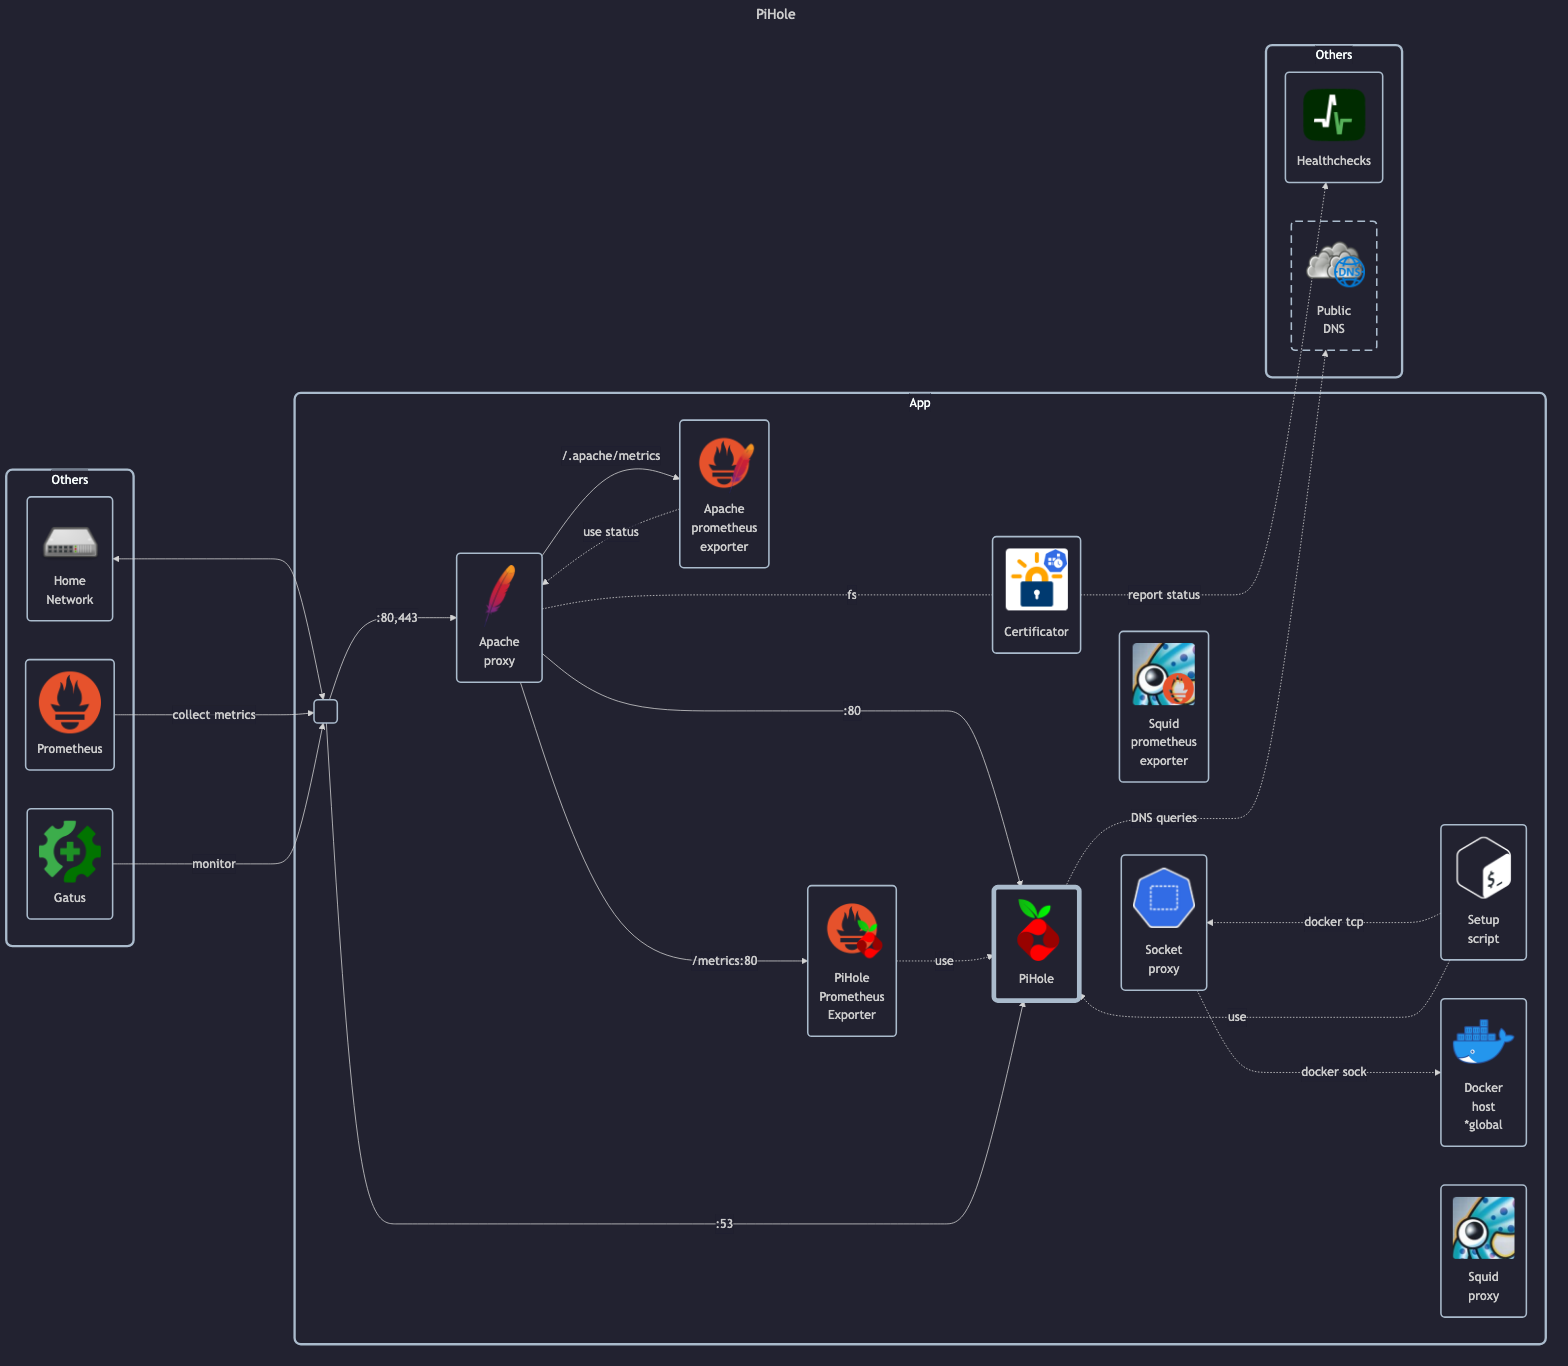 PiHole
Others
Healthchecks
Public
DNS
App
/.apache/metrics
Apache
prometheus
exporter
use status
Others
Home
Network
:80,443
Apache
proxy
fs
Certificator
report status
Prometheus
collect metrics
:80
Squid
prometheus
exporter
DNS queries
Gatus
monitor
/metrics:80
PiHole
Prometheus
Exporter
use
PiHole
Socket
proxy
docker tcp
$_
Setup
script
use
docker sock
Docker
host
*global
:53
Squid
proxy
DNS